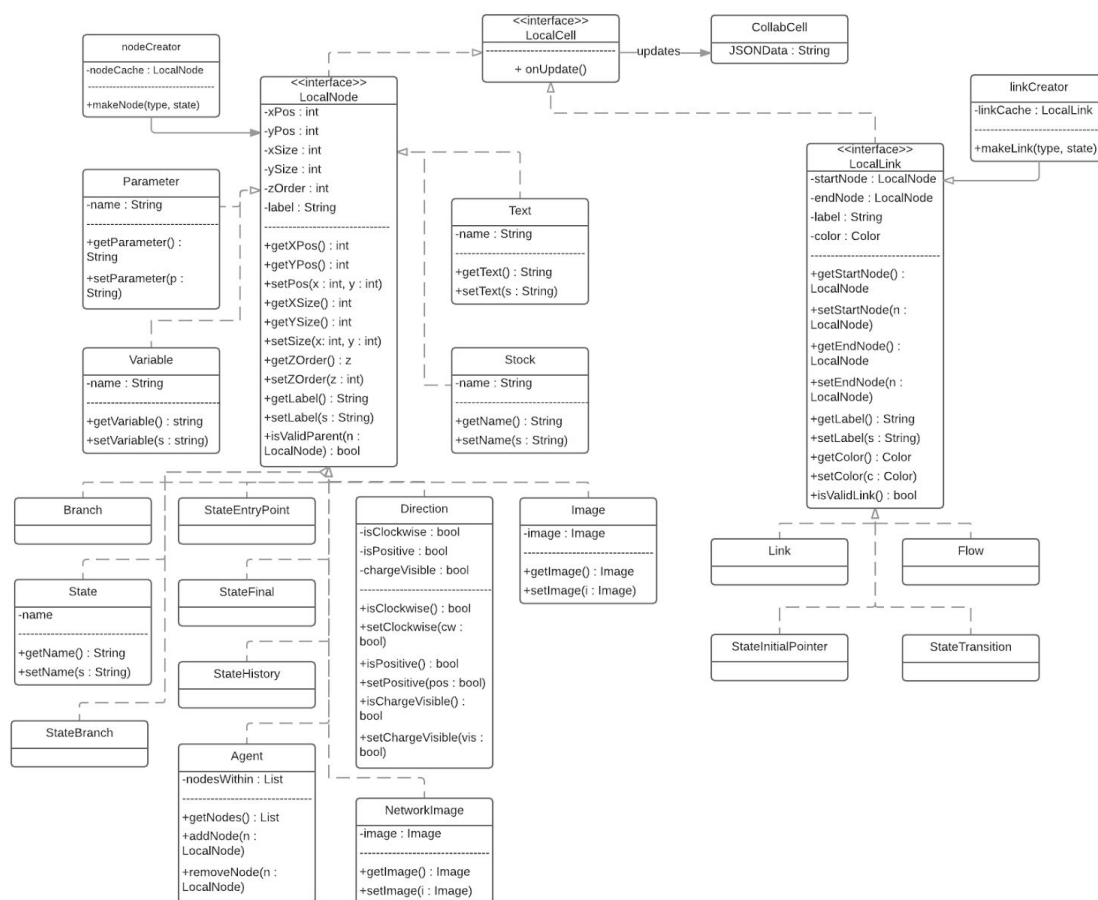 <<interface>>
LocalCell
--------------------------------
+ onUpdate()
updates
CollabCell
JSONData : String
nodeCreator
-nodeCache : LocalNode
--------------------------------
+makeNode(type, state)
<<interface>>
LocalNode
-xPos : int
-yPos : int
-xSize : int
-ySize : int
-zOrder : int
-label : String
--------------------------------
+getXPos() : int
+getYPos() : int
+setPos(x : int, y : int)
+getXSize() : int
+getYSize() : int
+setSize(x: int, y : int)
+getZOrder() : z
+setZOrder(z : int)
+getLabel() : String
+setLabel(s : String)
+isValidParent(n :
LocalNode) : bool
linkCreator
-linkCache : LocalLink
--------------------------------
+makeLink(type, state)
<<interface>>
LocalLink
-startNode : LocalNode
-endNode : LocalNode
-label : String
-color : Color
--------------------------------
+getStartNode() :
LocalNode
+setStartNode(n :
LocalNode)
+getEndNode() :
LocalNode
+setEndNode(n :
LocalNode)
+getLabel() : String
+setLabel(s : String)
+getColor() : Color
+setColor(c : Color)
+isValidLink() : bool
Parameter
-name : String
--------------------------------
+getParameter() :
String
+setParameter(p :
String)
Text
-name : String
--------------------------------
+getText() : String
+setText(s : String)
Variable
-name : String
--------------------------------
+getVariable() : string
+setVariable(s : string)
Stock
-name : String
--------------------------------
+getName() : String
+setName(s : String)
Branch
StateEntryPoint
Direction
-isClockwise : bool
-isPositive : bool
-chargeVisible : bool
--------------------------------
+isClockwise() : bool
+setClockwise(cw :
bool)
+isPositive() : bool
+setPositive(pos : bool)
+isChargeVisible() :
bool
+setChargeVisible(vis :
bool)
Image
-image : Image
--------------------------------
+getImage() : Image
+setImage(i : Image)
Link
Flow
State
-name
--------------------------------
+getName() : String
+setName(s : String)
StateFinal
StateInitialPointer
StateTransition
StateHistory
StateBranch
Agent
-nodesWithin : List
--------------------------------
+getNodes() : List
+addNode(n :
LocalNode)
+removeNode(n :
LocalNode)
NetworkImage
-image : Image
--------------------------------
+getImage() : Image
+setImage(i : Image)